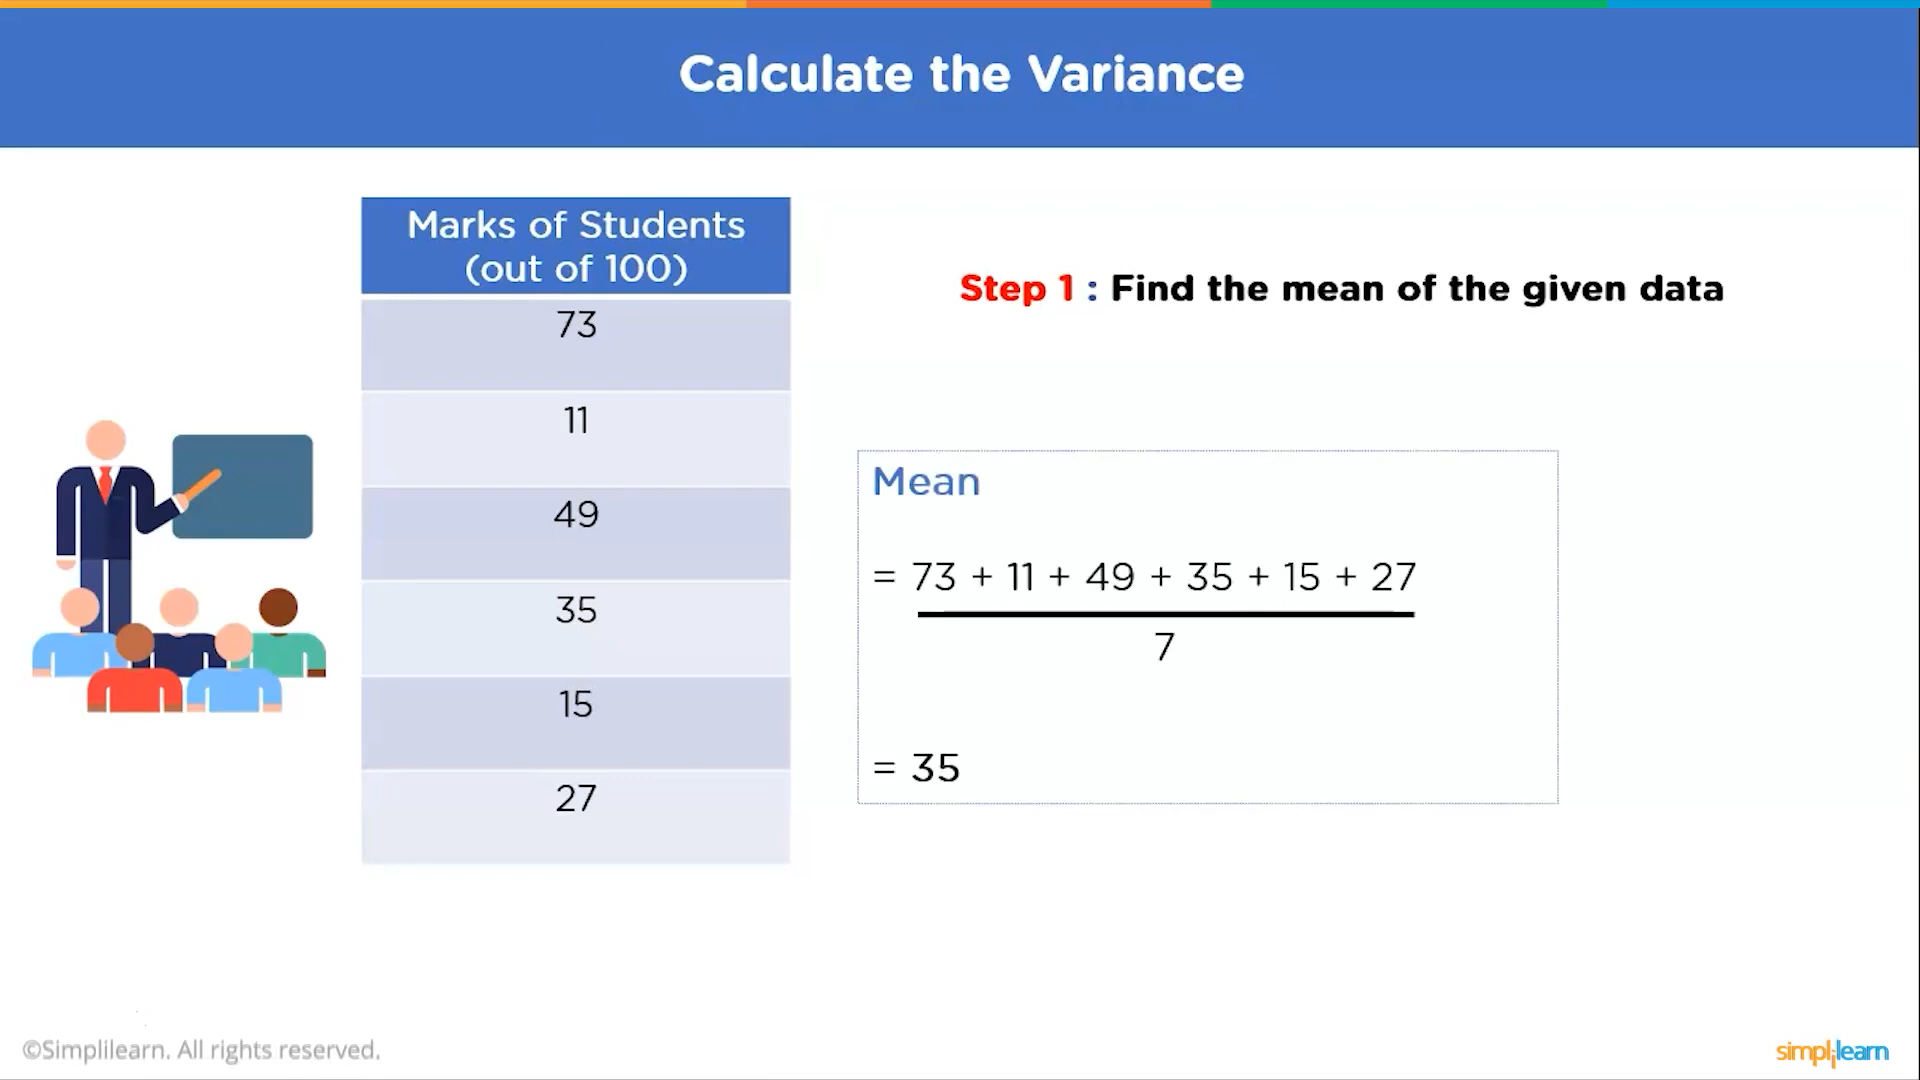 Calculate the Variance
Marks of Students
(out of 100)
73
11
49
35
15
27
Step 1 : Find the mean of the given data
Mean
= 73 + 11 + 49 + 35 + 15 + 27
7
= 35
©Simplilearn. All rights reserved.
simplilearn